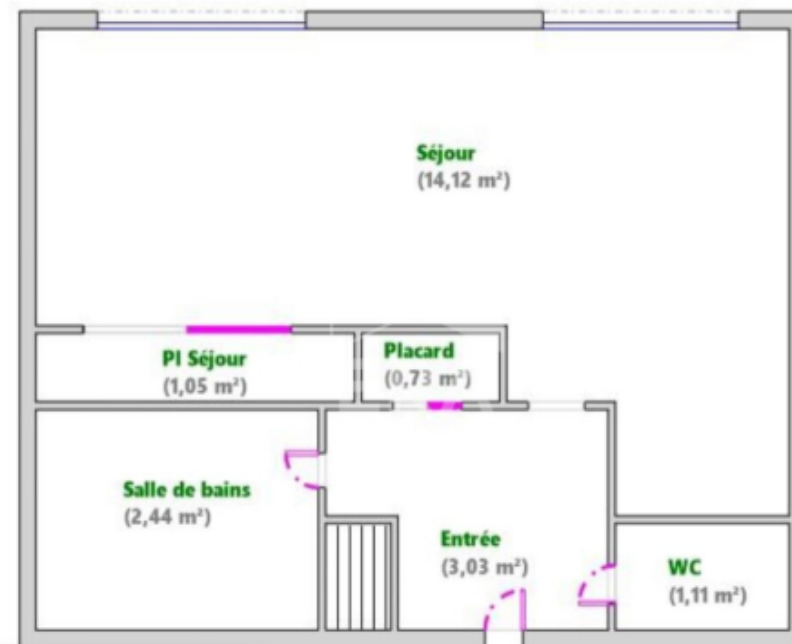 Séjour
(14,12 m²)
Pl Séjour
(1,05 m²)
Placard
(0,73 m²)
Salle de bains
(2,44 m²)
Entrée
(3,03 m²)
WC
(1,11 m²)